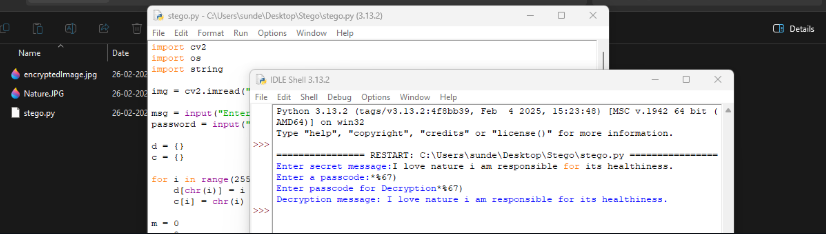 stego.py - C:\Users\sunde\Desktop\Stego\stego.py (3.13.2)
File Edit Format Run Options Window Help
Details
Name Date
encryptedImage.jpg 26-02-202
Nature.JPG 26-02-202
stego.py 26-02-202
import cv2
import os
import string
img = cv2.imread("
msg = input("Enter
password = input("
d = {}
c = {}
for i in range(255
d[chr(i)] = i
c[i] = chr(i)
m = 0
IDLE Shell 3.13.2
File Edit Shell Debug Options Window Help
Python 3.13.2 (tags/v3.13.2:4f8bb39, Feb 4 2025, 15:23:48) [MSC v.1942 64 bit (
AMD64)] on win32
Type "help", "copyright", "credits" or "license()" for more information.
>>>
================ RESTART: C:\Users\sunde\Desktop\Stego\stego.py ================
Enter secret message:I love nature i am responsible for its healthiness.
Enter a passcode:*%67)
Enter passcode for Decryption*%67)
Decryption message: I love nature i am responsible for its healthiness.
>>>